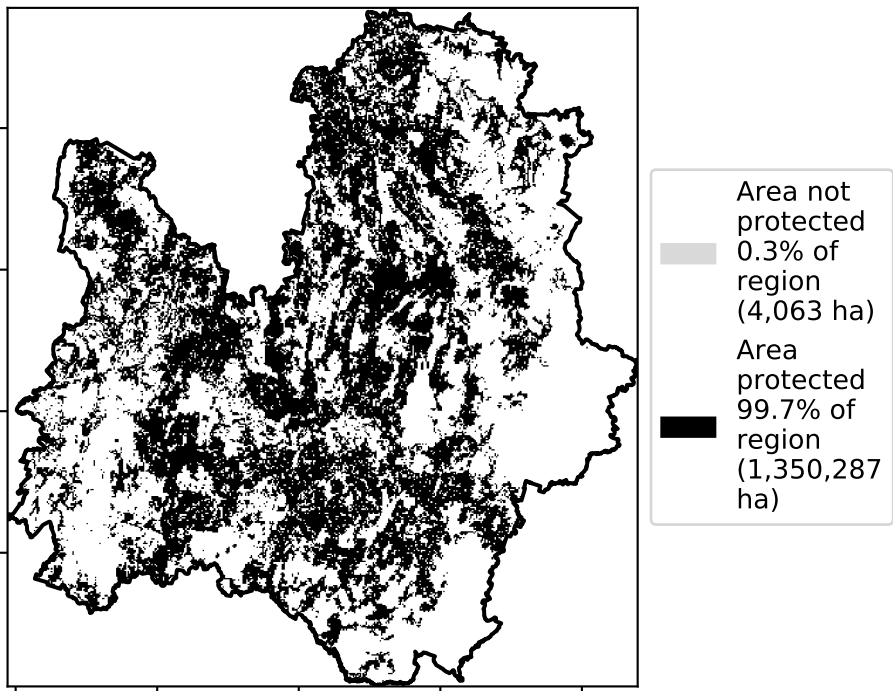 Area not
protected
0.3% of
region
(4,063 ha)
Area
protected
99.7% of
region
(1,350,287
ha)